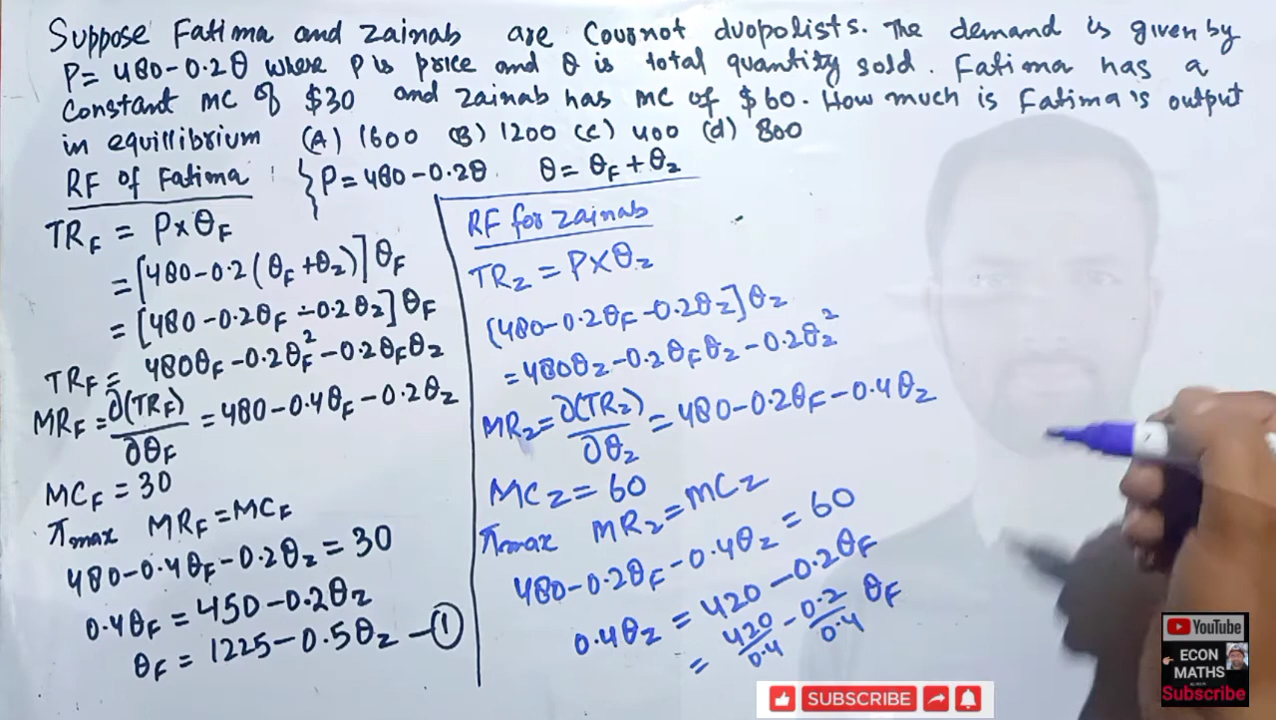 Suppose Fatima and Zainab are Cournot duopolists. The demand is given by
P= 480-0.2θ where P is price and θ is total quantity sold. Fatima has a
Constant MC of $30 and Zainab has MC of $60. How much is Fatima's output
in equillibrium (A) 1600 (B) 1200 (C) 400 (d) 800
RF of Fatima : { P=480-0.2θ θ= θF + θZ
TRF = P×θF
= [480-0.2(θF+θZ)]θF
= [480-0.2θF-0.2θZ]θF
TRF = 480θF-0.2θF²-0.2θFθZ
MRF = ∂(TRF)/∂θF = 480-0.4θF-0.2θZ
MCF = 30
πmax MRF = MCF
480-0.4θF-0.2θZ = 30
0.4θF = 450-0.2θZ
θF = 1225-0.5θZ -①
RF for Zainab
TRZ = P×θZ
[480-0.2θF-0.2θZ]θZ
=480θZ-0.2θFθZ-0.2θZ²
MRZ = ∂(TRZ)/∂θZ = 480-0.2θF-0.4θZ
MCZ = 60
πmax MRZ = MCZ
480-0.2θF-0.4θZ = 60
0.4θZ = 420-0.2θF
= 420/0.4 - 0.2/0.4 θF
YouTube
ECON
MATHS
Subscribe
SUBSCRIBE